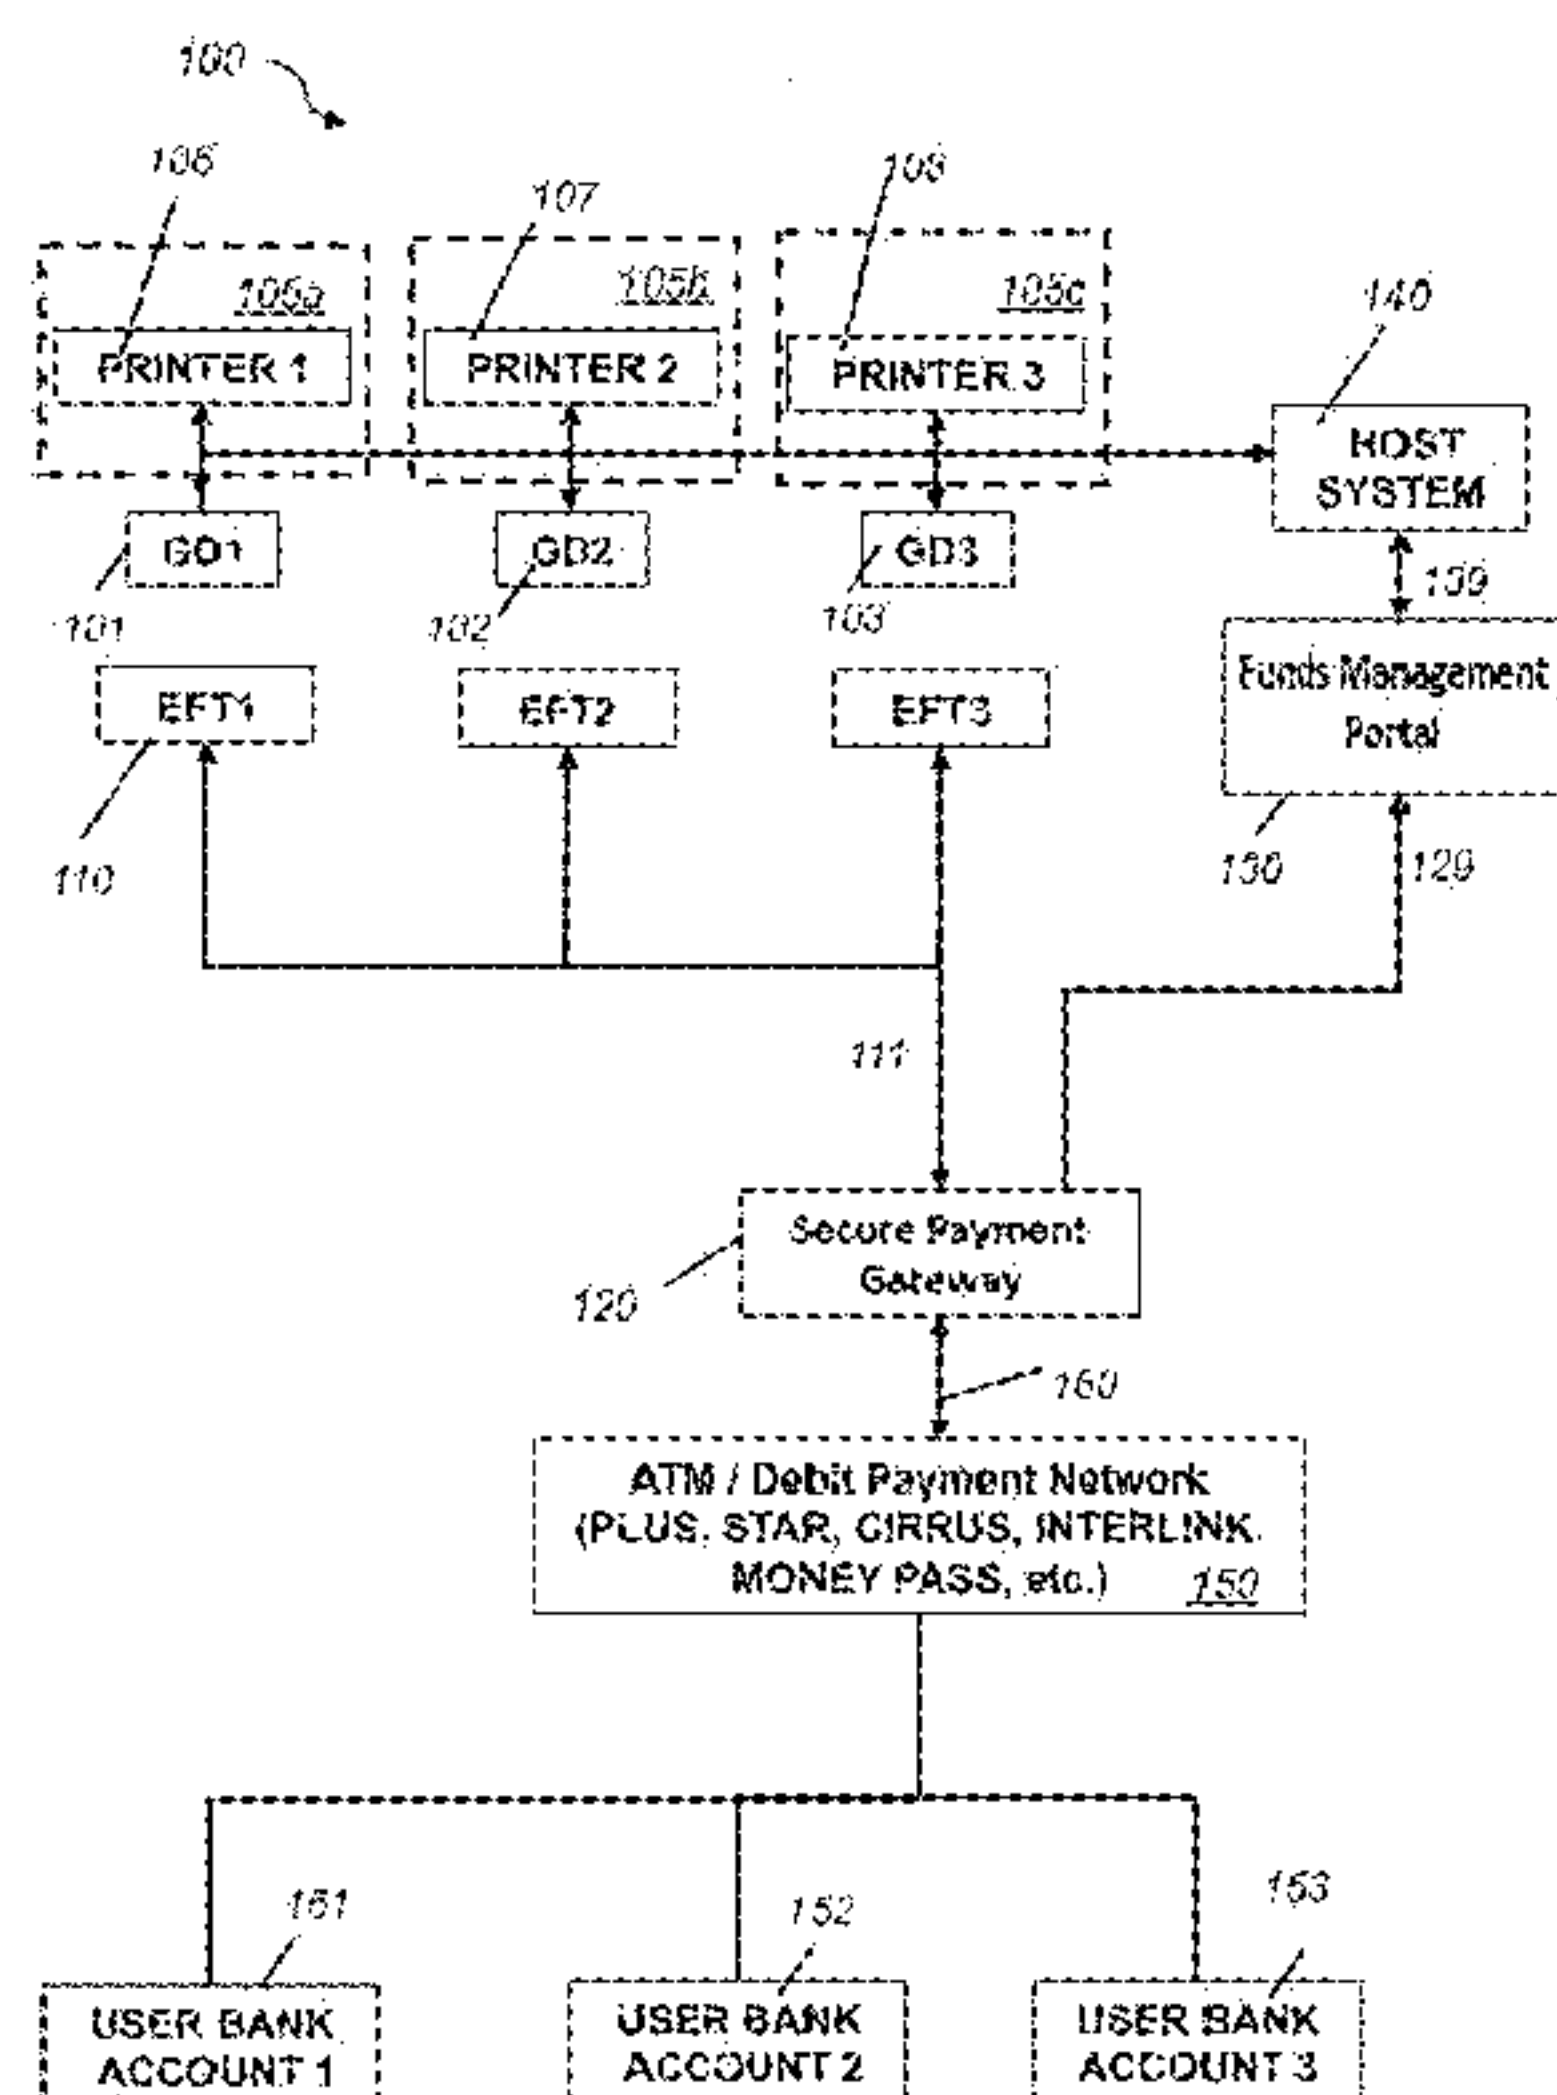 100
106
107
108
105a
105b
105c
140
PRINTER 1
PRINTER 2
PRINTER 3
HOST
SYSTEM
GD1
GD2
GD3
139
101
102
103
EFT1
EFT2
EFT3
Funds Management
Portal
110
130
129
111
Secure Payment
Gateway
120
160
ATM / Debit Payment Network
(PLUS, STAR, CIRRUS, INTERLINK,
MONEY PASS, etc.)
150
151
152
153
USER BANK
ACCOUNT 1
USER BANK
ACCOUNT 2
USER BANK
ACCOUNT 3